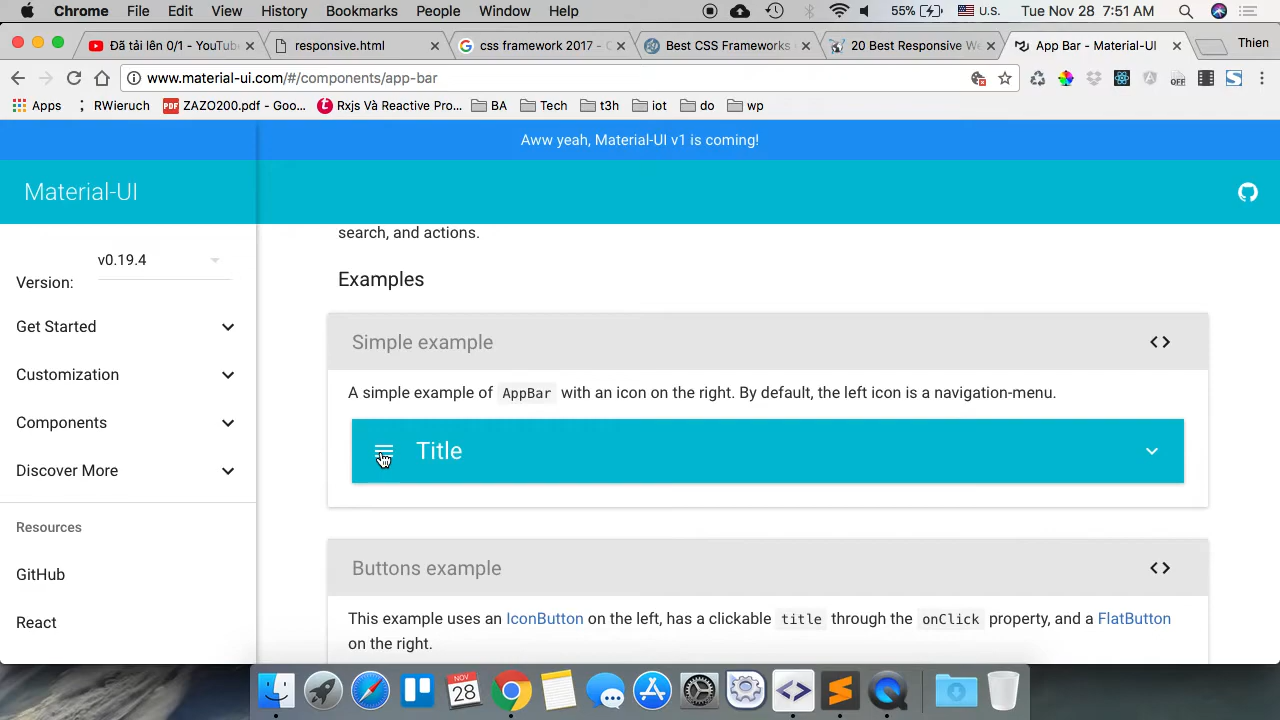 Chrome File Edit View History Bookmarks People Window Help 55% U.S. Tue Nov 28 7:51 AM
Đã tải lên 0/1 - YouTub
responsive.html
css framework 2017 -
Best CSS Frameworks
20 Best Responsive W
App Bar - Material-UI
Thien
www.material-ui.com/#/components/app-bar
OFF
Apps RWieruch ZAZO200.pdf - Goo... Rxjs Và Reactive Pro... BA Tech t3h iot do wp
PDF
Aww yeah, Material-UI v1 is coming!
Material-UI
Version: v0.19.4
Get Started
Customization
Components
Discover More
Resources
GitHub
React
search, and actions.
Examples
Simple example
A simple example of AppBar with an icon on the right. By default, the left icon is a navigation-menu.
Title
Buttons example
This example uses an IconButton on the left, has a clickable title through the onClick property, and a FlatButton
on the right.
NOV
28